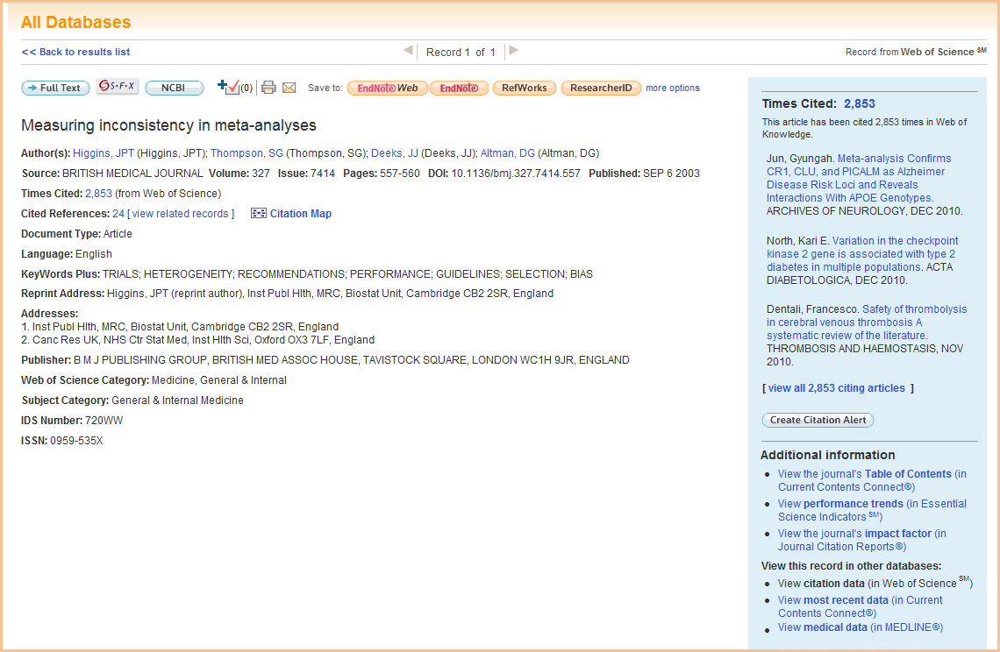 All Databases
<< Back to results list
Record 1 of 1
Record from Web of Science SM
Full Text
S·F·X
NCBI
(0)
Save to:
EndNote Web
EndNote
RefWorks
ResearcherID
more options
Measuring inconsistency in meta-analyses
Author(s): Higgins, JPT (Higgins, JPT); Thompson, SG (Thompson, SG); Deeks, JJ (Deeks, JJ); Altman, DG (Altman, DG)
Source: BRITISH MEDICAL JOURNAL Volume: 327 Issue: 7414 Pages: 557-560 DOI: 10.1136/bmj.327.7414.557 Published: SEP 6 2003
Times Cited: 2,853 (from Web of Science)
Cited References: 24 [ view related records ] Citation Map
Document Type: Article
Language: English
KeyWords Plus: TRIALS; HETEROGENEITY; RECOMMENDATIONS; PERFORMANCE; GUIDELINES; SELECTION; BIAS
Reprint Address: Higgins, JPT (reprint author), Inst Publ Hlth, MRC, Biostat Unit, Cambridge CB2 2SR, England
Addresses:
1. Inst Publ Hlth, MRC, Biostat Unit, Cambridge CB2 2SR, England
2. Canc Res UK, NHS Ctr Stat Med, Inst Hlth Sci, Oxford OX3 7LF, England
Publisher: B M J PUBLISHING GROUP, BRITISH MED ASSOC HOUSE, TAVISTOCK SQUARE, LONDON WC1H 9JR, ENGLAND
Web of Science Category: Medicine, General & Internal
Subject Category: General & Internal Medicine
IDS Number: 720WW
ISSN: 0959-535X
Times Cited: 2,853
This article has been cited 2,853 times in Web of
Knowledge.
Jun, Gyungah. Meta-analysis Confirms
CR1, CLU, and PICALM as Alzheimer
Disease Risk Loci and Reveals
Interactions With APOE Genotypes.
ARCHIVES OF NEUROLOGY, DEC 2010.
North, Kari E. Variation in the checkpoint
kinase 2 gene is associated with type 2
diabetes in multiple populations. ACTA
DIABETOLOGICA, DEC 2010.
Dentali, Francesco. Safety of thrombolysis
in cerebral venous thrombosis A
systematic review of the literature.
THROMBOSIS AND HAEMOSTASIS, NOV
2010.
[ view all 2,853 citing articles ]
Create Citation Alert
Additional information
● View the journal's Table of Contents (in
Current Contents Connect®)
● View performance trends (in Essential
Science Indicators SM)
● View the journal's impact factor (in
Journal Citation Reports®)
View this record in other databases:
● View citation data (in Web of Science SM)
● View most recent data (in Current
Contents Connect®)
● View medical data (in MEDLINE®)